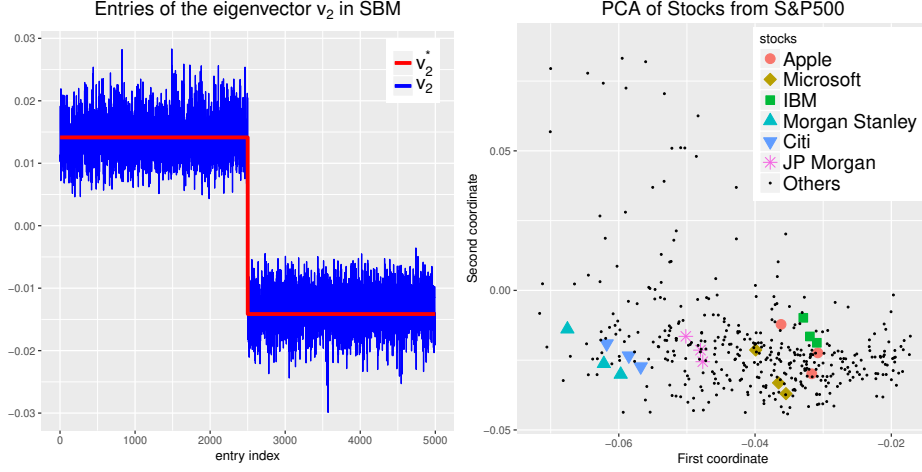 Entries of the eigenvector v₂ in SBM
0.03
0.02
0.01
0.00
−0.01
−0.02
−0.03
v₂*
v₂
0 1000 2000 3000 4000 5000
entry index
PCA of Stocks from S&P500
stocks
Apple
Microsoft
IBM
Morgan Stanley
Citi
JP Morgan
Others
Second coordinate
0.05
0.00
−0.05
−0.06 −0.04 −0.02
First coordinate